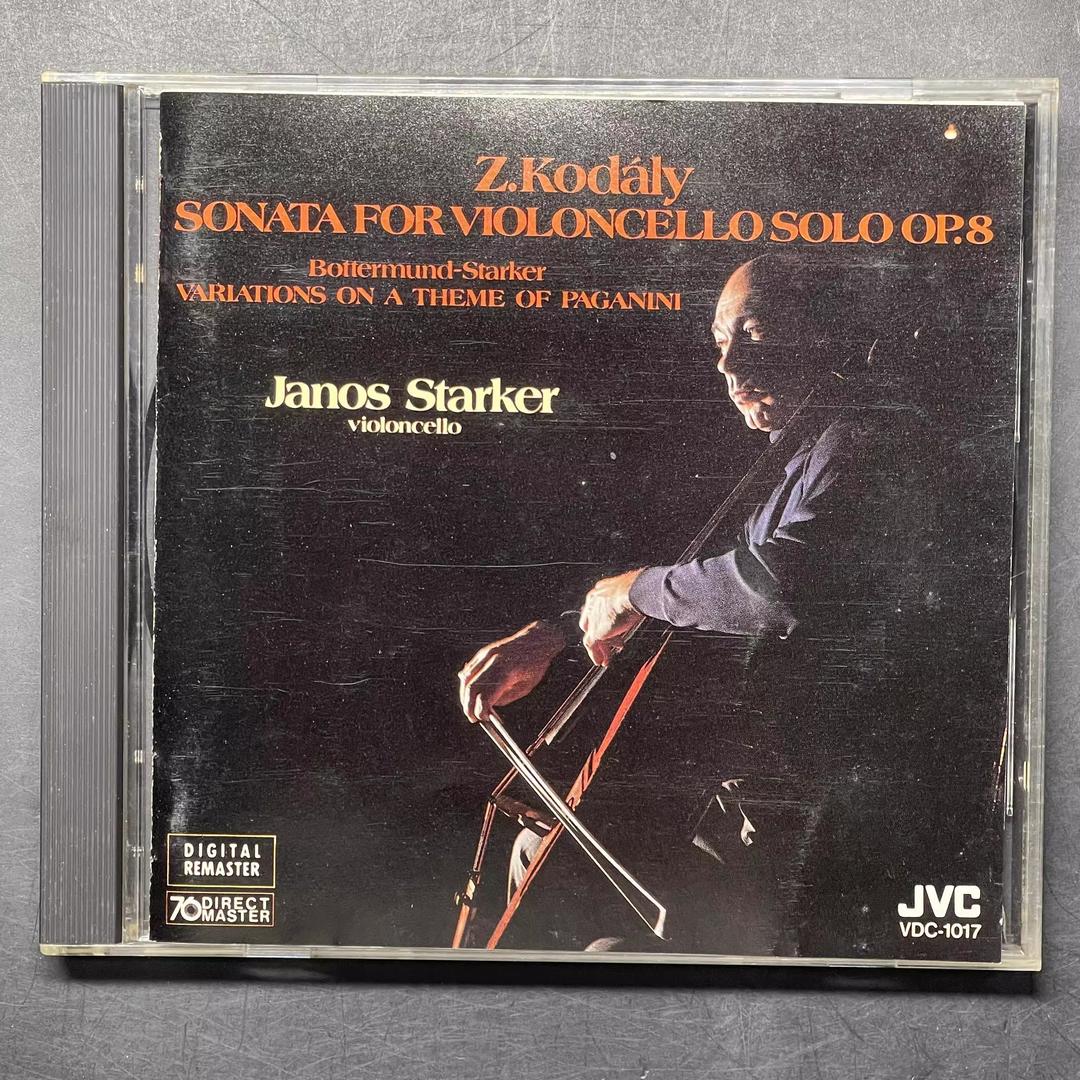 Z.Kodály
SONATA FOR VIOLONCELLO SOLO OP.8
Bottermund-Starker
VARIATIONS ON A THEME OF PAGANINI
Janos Starker
violoncello
DIGITAL
REMASTER
76 DIRECT
MASTER
JVC
VDC-1017